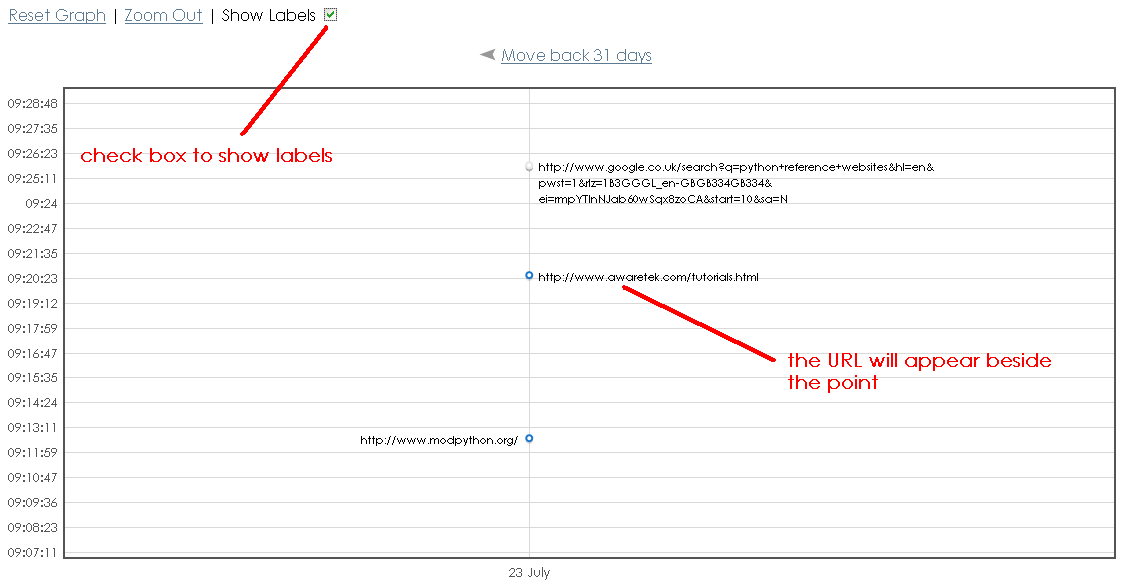 Reset Graph | Zoom Out | Show Labels
Move back 31 days
09:28:48
09:27:35
check box to show labels
09:26:23
http://www.google.co.uk/search?q=python+reference+websites&hl=en&
09:25:11
pwst=1&rlz=1B3GGGL_en-GBGB334GB334&
ei=rmpYTInNJab60wSqx8zoCA&start=10&sa=N
09:24
09:22:47
09:21:35
09:20:23
http://www.awaretek.com/tutorials.html
09:19:12
09:17:59
09:16:47
the URL will appear beside
the point
09:15:35
09:14:24
09:13:11
http://www.modpython.org/
09:11:59
09:10:47
09:09:36
09:08:23
09:07:11
23 July